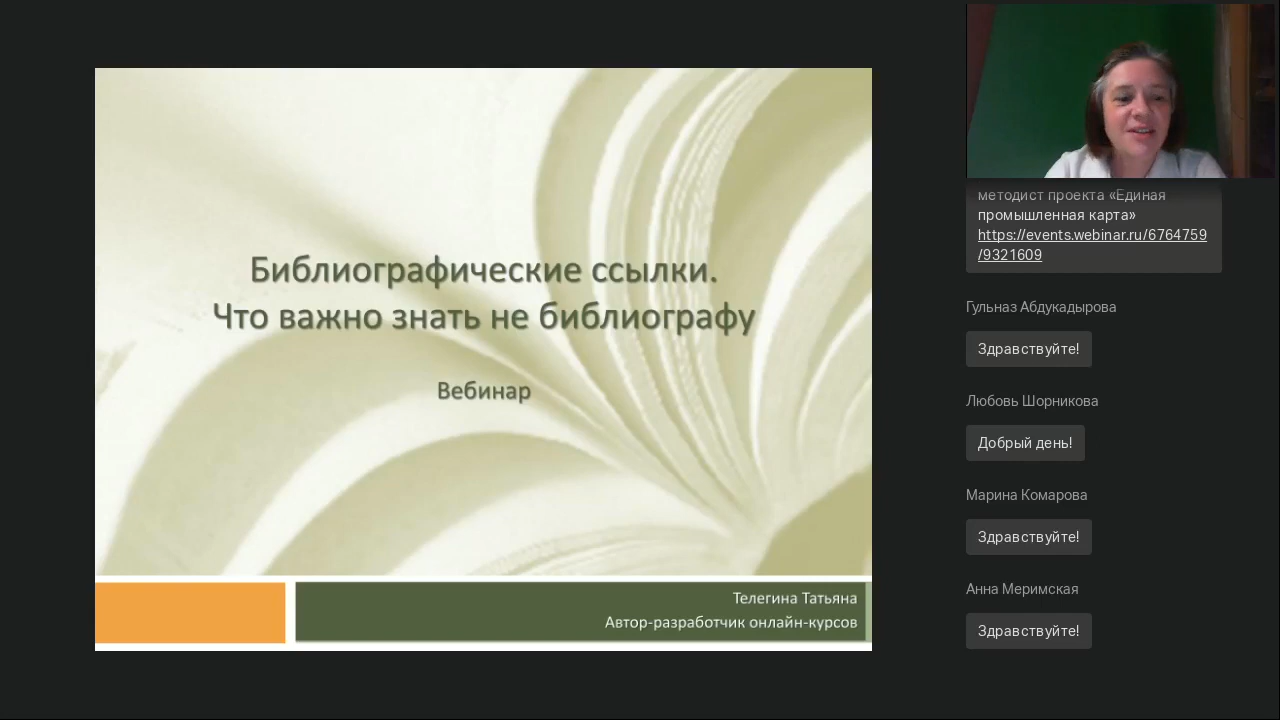 Библиографические ссылки.
Что важно знать не библиографу
Вебинар
Телегина Татьяна
Автор-разработчик онлайн-курсов
методист проекта «Единая
промышленная карта»
https://events.webinar.ru/6764759
/9321609
Гульназ Абдукадырова
Здравствуйте!
Любовь Шорникова
Добрый день!
Марина Комарова
Здравствуйте!
Анна Меримская
Здравствуйте!